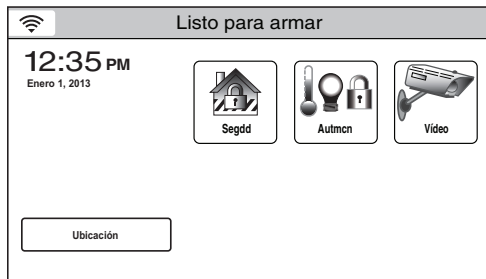 Listo para armar
12:35 PM
Enero 1, 2013
Segdd
Autmcn
Vídeo
Ubicación